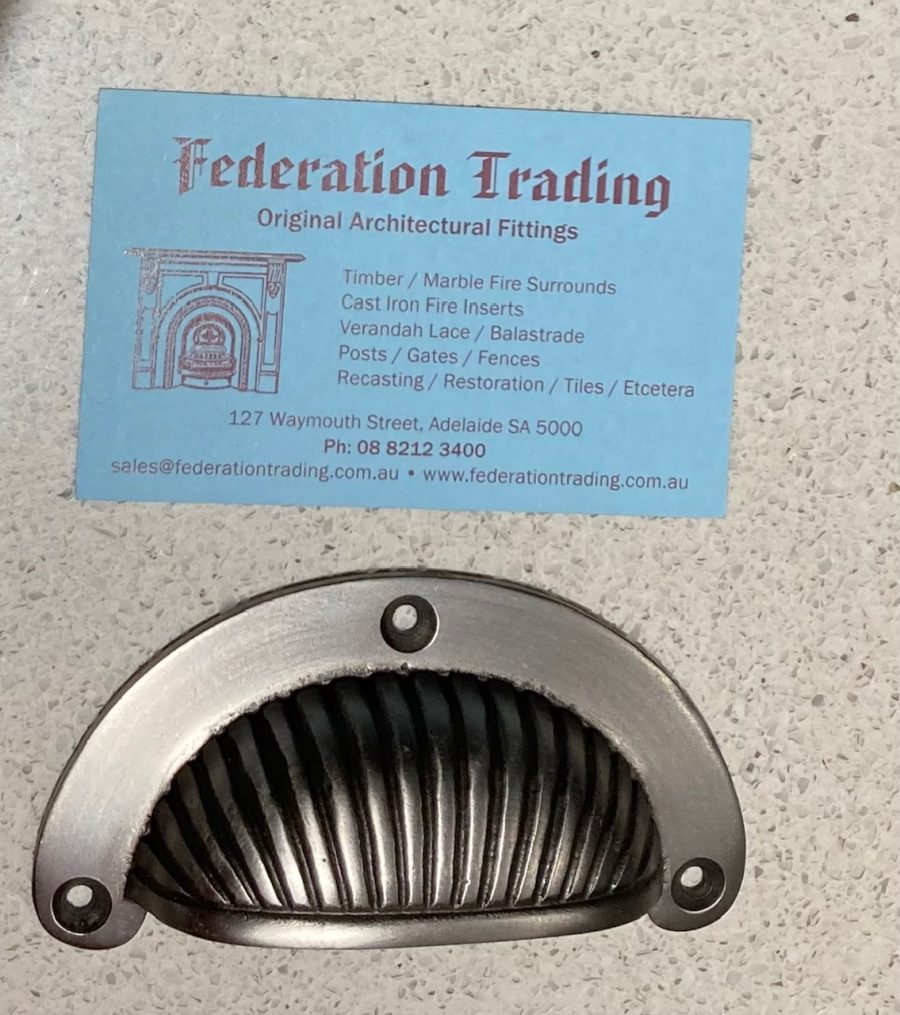 Federation Trading
Original Architectural Fittings
Timber / Marble Fire Surrounds
Cast Iron Fire Inserts
Verandah Lace / Balastrade
Posts / Gates / Fences
Recasting / Restoration / Tiles / Etcetera
127 Waymouth Street, Adelaide SA 5000
Ph: 08 8212 3400
sales@federationtrading.com.au • www.federationtrading.com.au